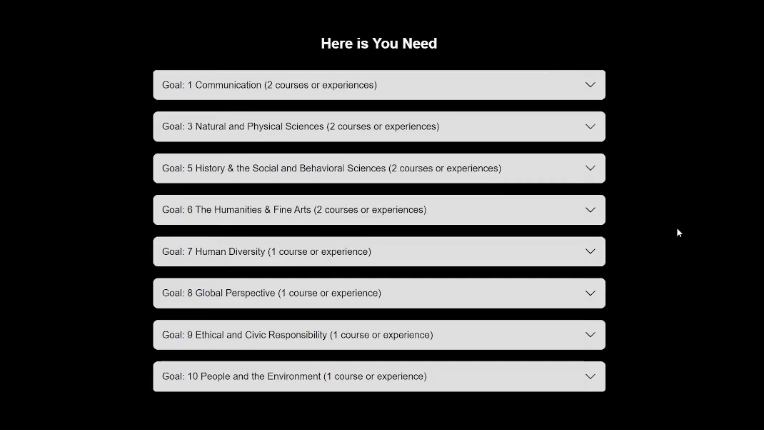 Here is You Need
Goal: 1 Communication (2 courses or experiences)
Goal: 3 Natural and Physical Sciences (2 courses or experiences)
Goal: 5 History & the Social and Behavioral Sciences (2 courses or experiences)
Goal: 6 The Humanities & Fine Arts (2 courses or experiences)
Goal: 7 Human Diversity (1 course or experience)
Goal: 8 Global Perspective (1 course or experience)
Goal: 9 Ethical and Civic Responsibility (1 course or experience)
Goal: 10 People and the Environment (1 course or experience)